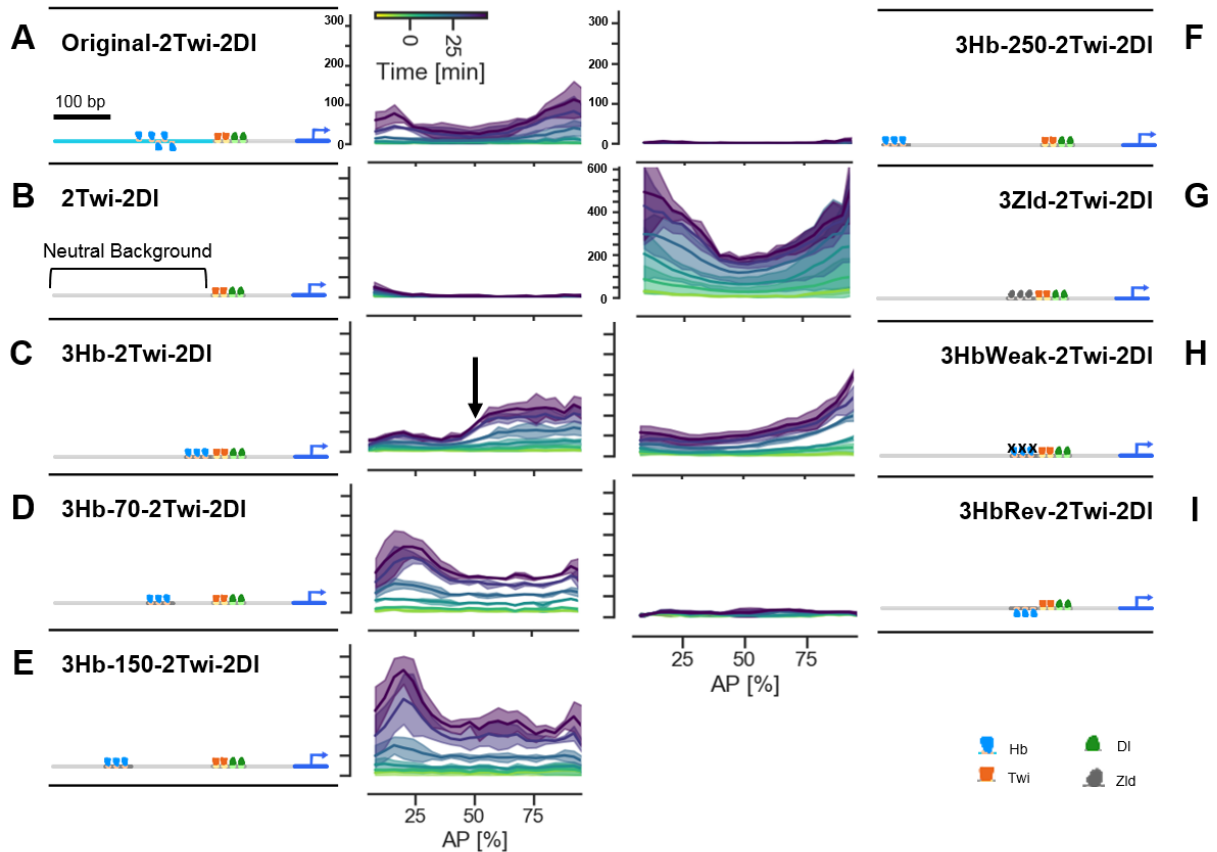 A
Original-2Twi-2Dl
100 bp
300
200
100
0
0
25
Time [min]
300
200
100
0
3Hb-250-2Twi-2Dl
F
B
2Twi-2Dl
Neutral Background
600
400
200
0
3Zld-2Twi-2Dl
G
C
3Hb-2Twi-2Dl
3HbWeak-2Twi-2Dl
H
XXX
D
3Hb-70-2Twi-2Dl
3HbRev-2Twi-2Dl
I
25
50
75
AP [%]
E
3Hb-150-2Twi-2Dl
25
50
75
AP [%]
Hb
Dl
Twi
Zld